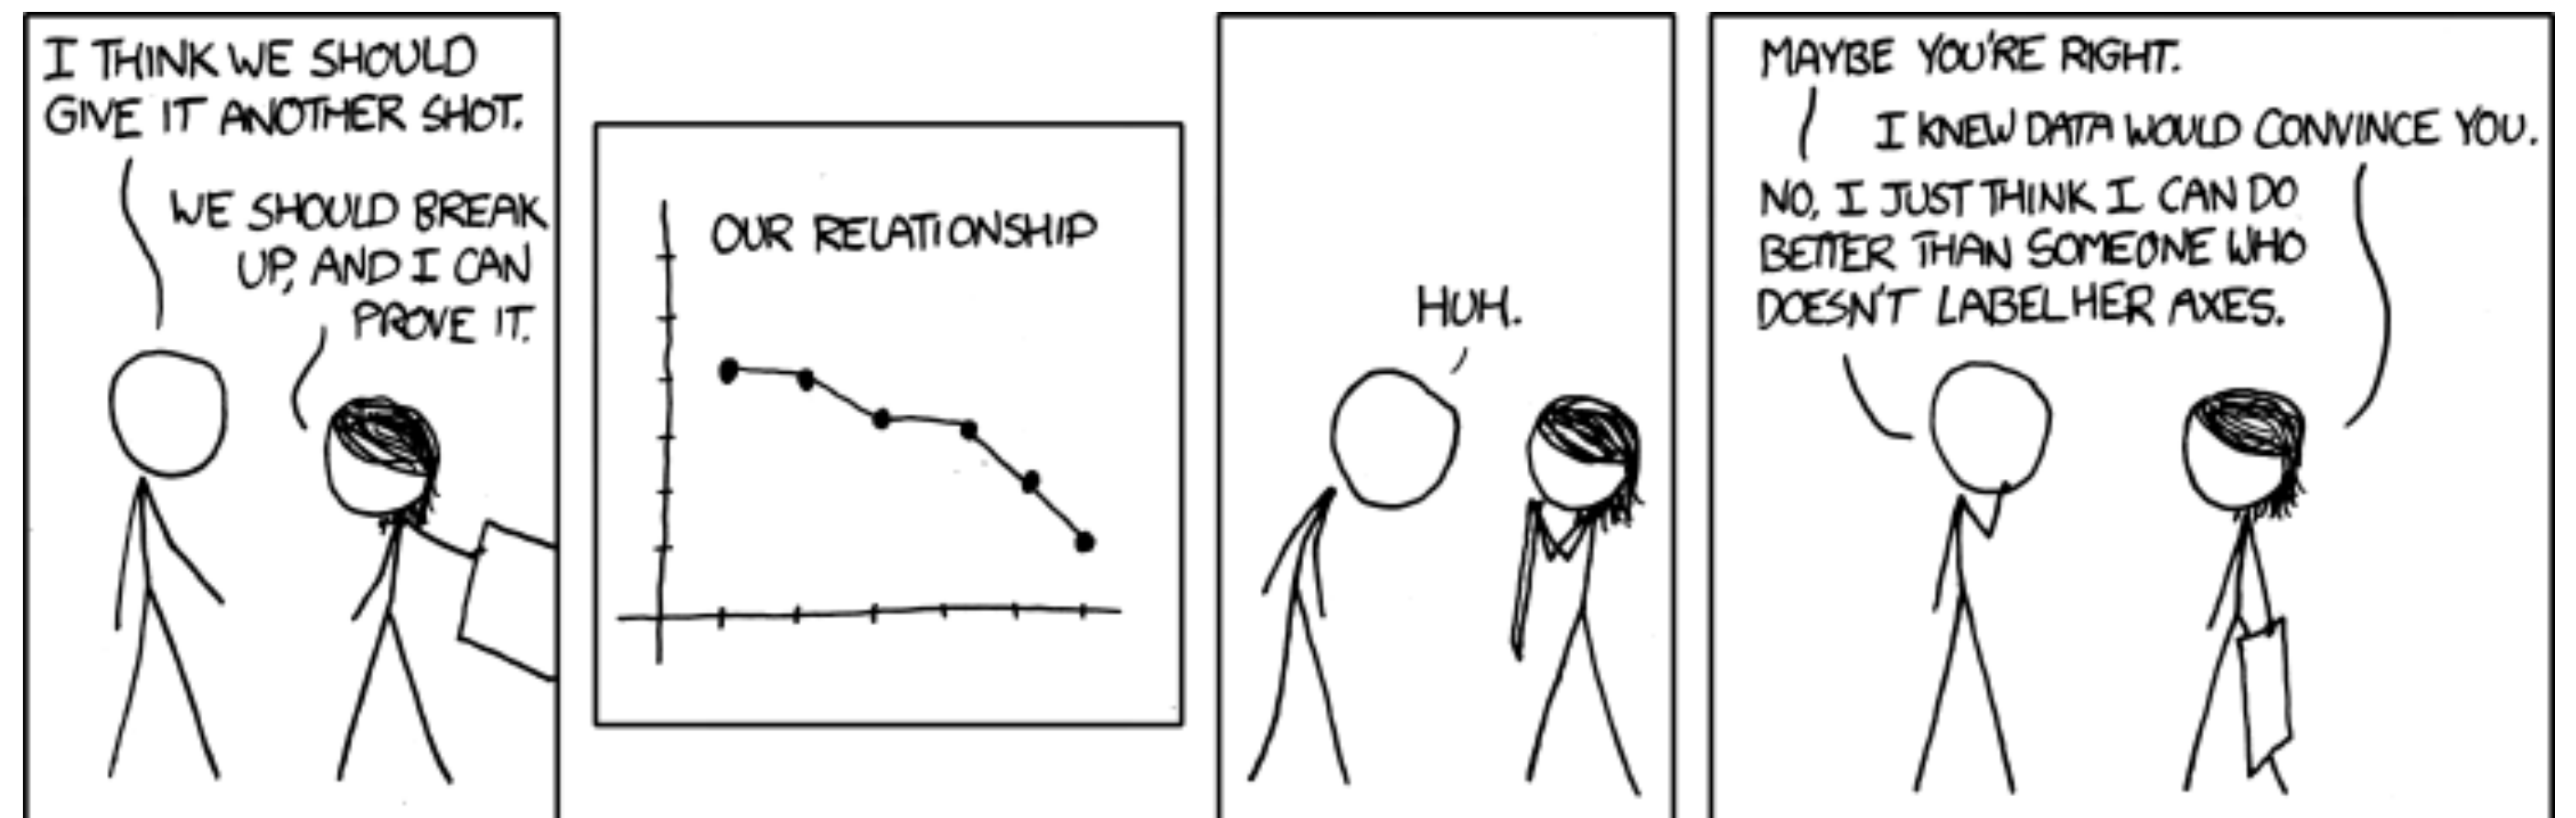 I THINK WE SHOULD
GIVE IT ANOTHER SHOT.
WE SHOULD BREAK
UP, AND I CAN
PROVE IT.
OUR RELATIONSHIP
HUH.
MAYBE YOU'RE RIGHT.
I KNEW DATA WOULD CONVINCE YOU.
NO, I JUST THINK I CAN DO
BETTER THAN SOMEONE WHO
DOESN'T LABEL HER AXES.